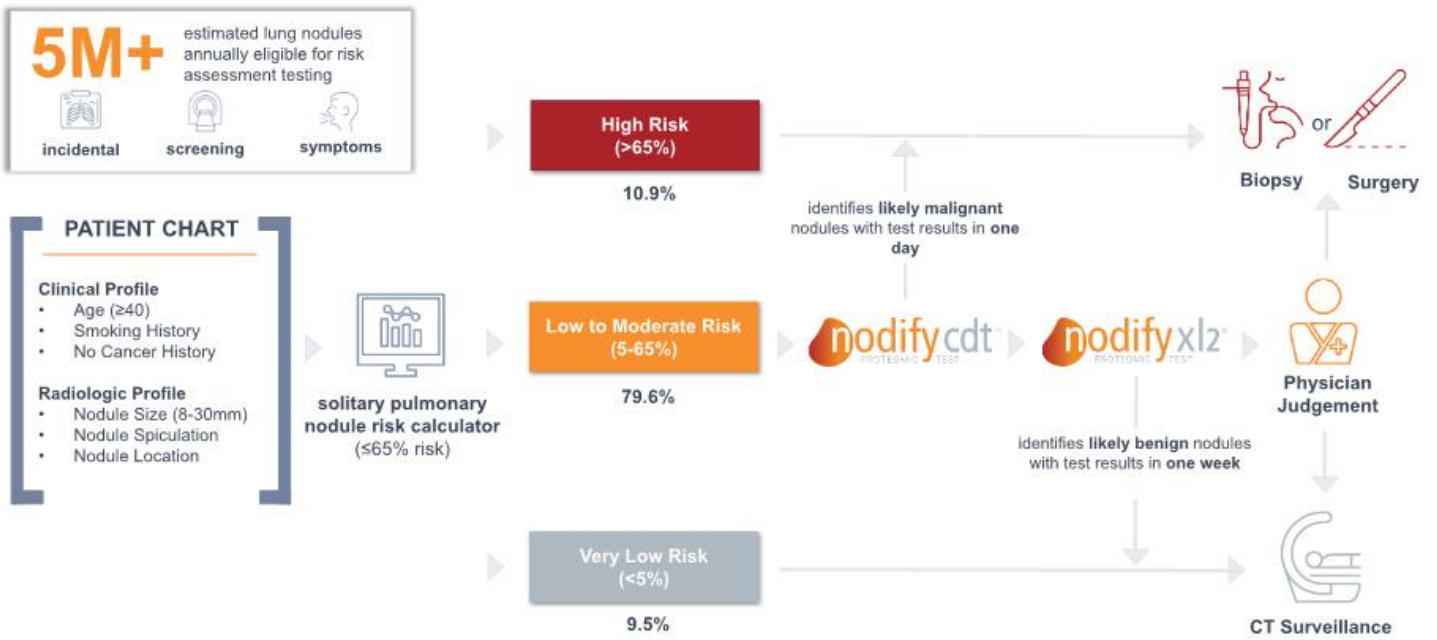 5M+
estimated lung nodules
annually eligible for risk
assessment testing
incidental
screening
symptoms
PATIENT CHART
Clinical Profile
• Age (≥40)
• Smoking History
• No Cancer History
Radiologic Profile
• Nodule Size (8-30mm)
• Nodule Spiculation
• Nodule Location
solitary pulmonary
nodule risk calculator
(≤65% risk)
High Risk
(>65%)
10.9%
Low to Moderate Risk
(5-65%)
79.6%
Very Low Risk
(<5%)
9.5%
identifies likely malignant
nodules with test results in one
day
nodify cdt™
PROTEOMIC TEST
nodify xl2®
PROTEOMIC TEST
identifies likely benign nodules
with test results in one week
Physician
Judgement
or
Biopsy
Surgery
CT Surveillance